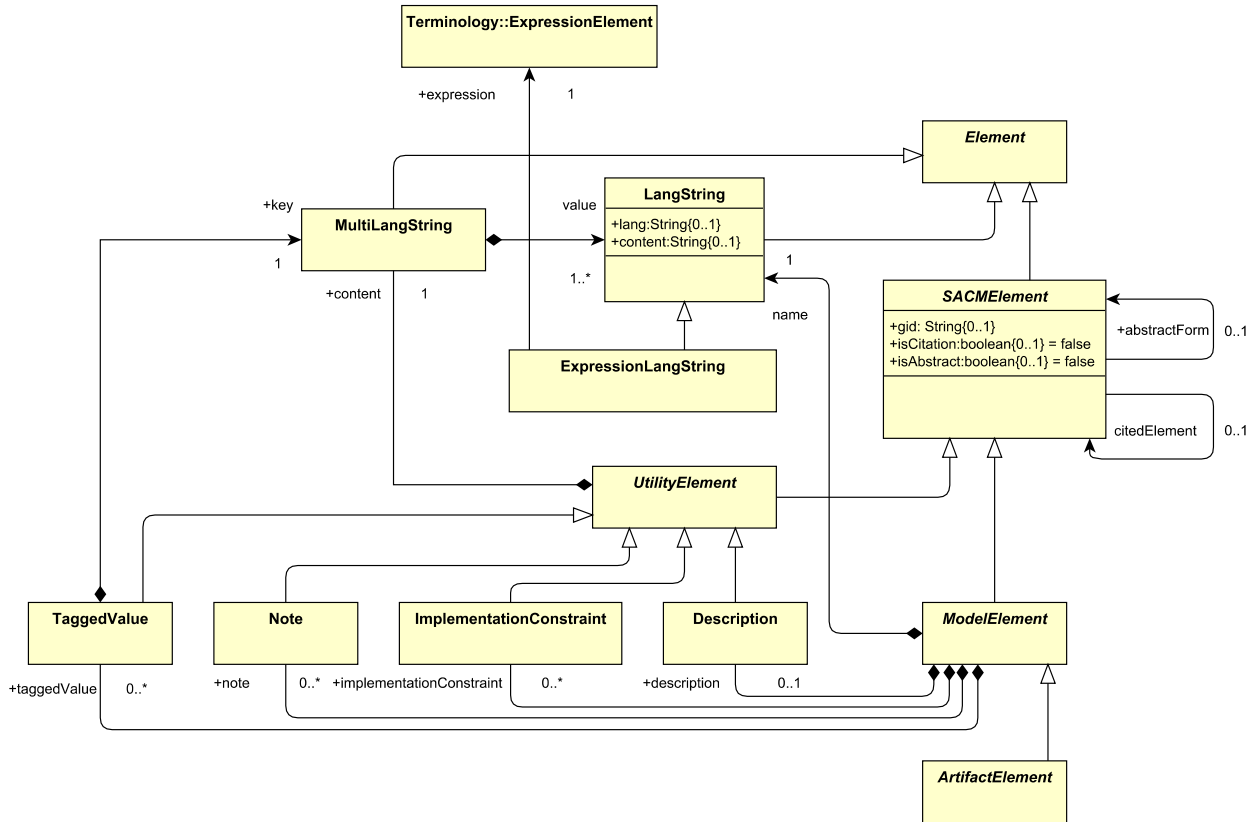 Terminology::ExpressionElement
+expression 1
Element
LangString
+key
value
+lang:String{0..1}
MultiLangString
+content:String{0..1}
1
1
1..*
+content 1
SACMElement
name
+gid: String{0..1}
+abstractForm 0..1
+isCitation:boolean{0..1} = false
+isAbstract:boolean{0..1} = false
ExpressionLangString
citedElement 0..1
UtilityElement
TaggedValue
Note
ImplementationConstraint
Description
ModelElement
+taggedValue 0..*
+note 0..*
+implementationConstraint 0..*
+description 0..1
ArtifactElement